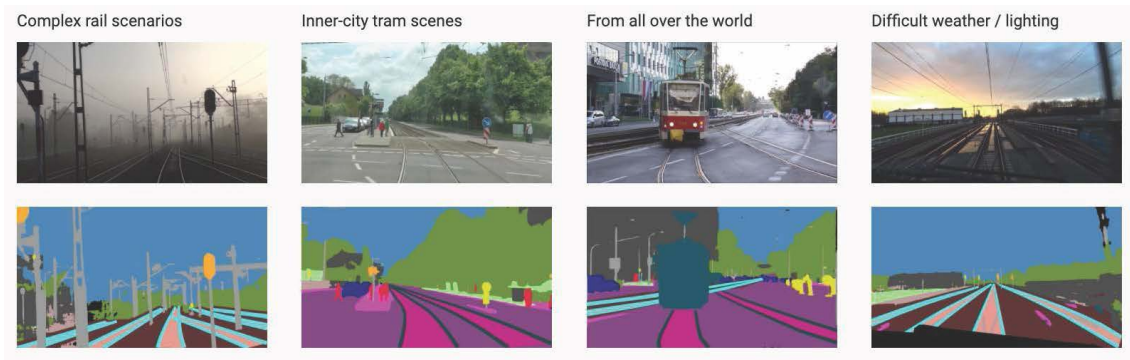 Complex rail scenarios
Inner-city tram scenes
From all over the world
Difficult weather / lighting